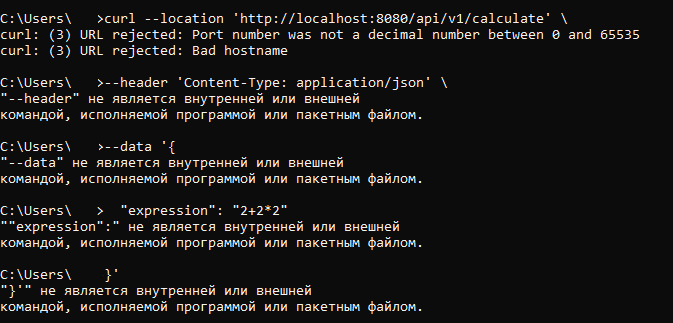 C:\Users\   >curl --location 'http://localhost:8080/api/v1/calculate' \
curl: (3) URL rejected: Port number was not a decimal number between 0 and 65535
curl: (3) URL rejected: Bad hostname
C:\Users\   >--header 'Content-Type: application/json' \
"--header" не является внутренней или внешней
командой, исполняемой программой или пакетным файлом.
C:\Users\   >--data '{
"--data" не является внутренней или внешней
командой, исполняемой программой или пакетным файлом.
C:\Users\   >  "expression": "2+2*2"
""expression":" не является внутренней или внешней
командой, исполняемой программой или пакетным файлом.
C:\Users\    }'
"}'" не является внутренней или внешней
командой, исполняемой программой или пакетным файлом.